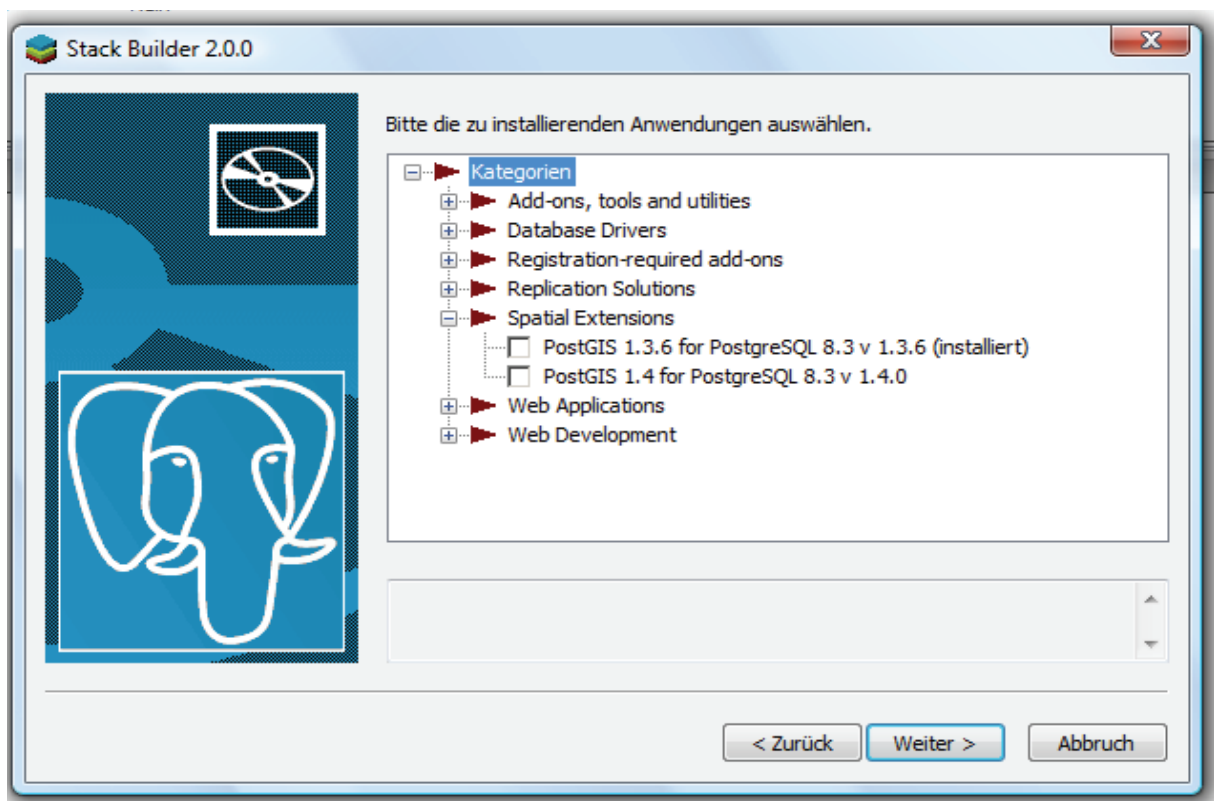 Stack Builder 2.0.0
Bitte die zu installierenden Anwendungen auswählen.
Kategorien
Add-ons, tools and utilities
Database Drivers
Registration-required add-ons
Replication Solutions
Spatial Extensions
PostGIS 1.3.6 for PostgreSQL 8.3 v 1.3.6 (installiert)
PostGIS 1.4 for PostgreSQL 8.3 v 1.4.0
Web Applications
Web Development
< Zurück
Weiter >
Abbruch